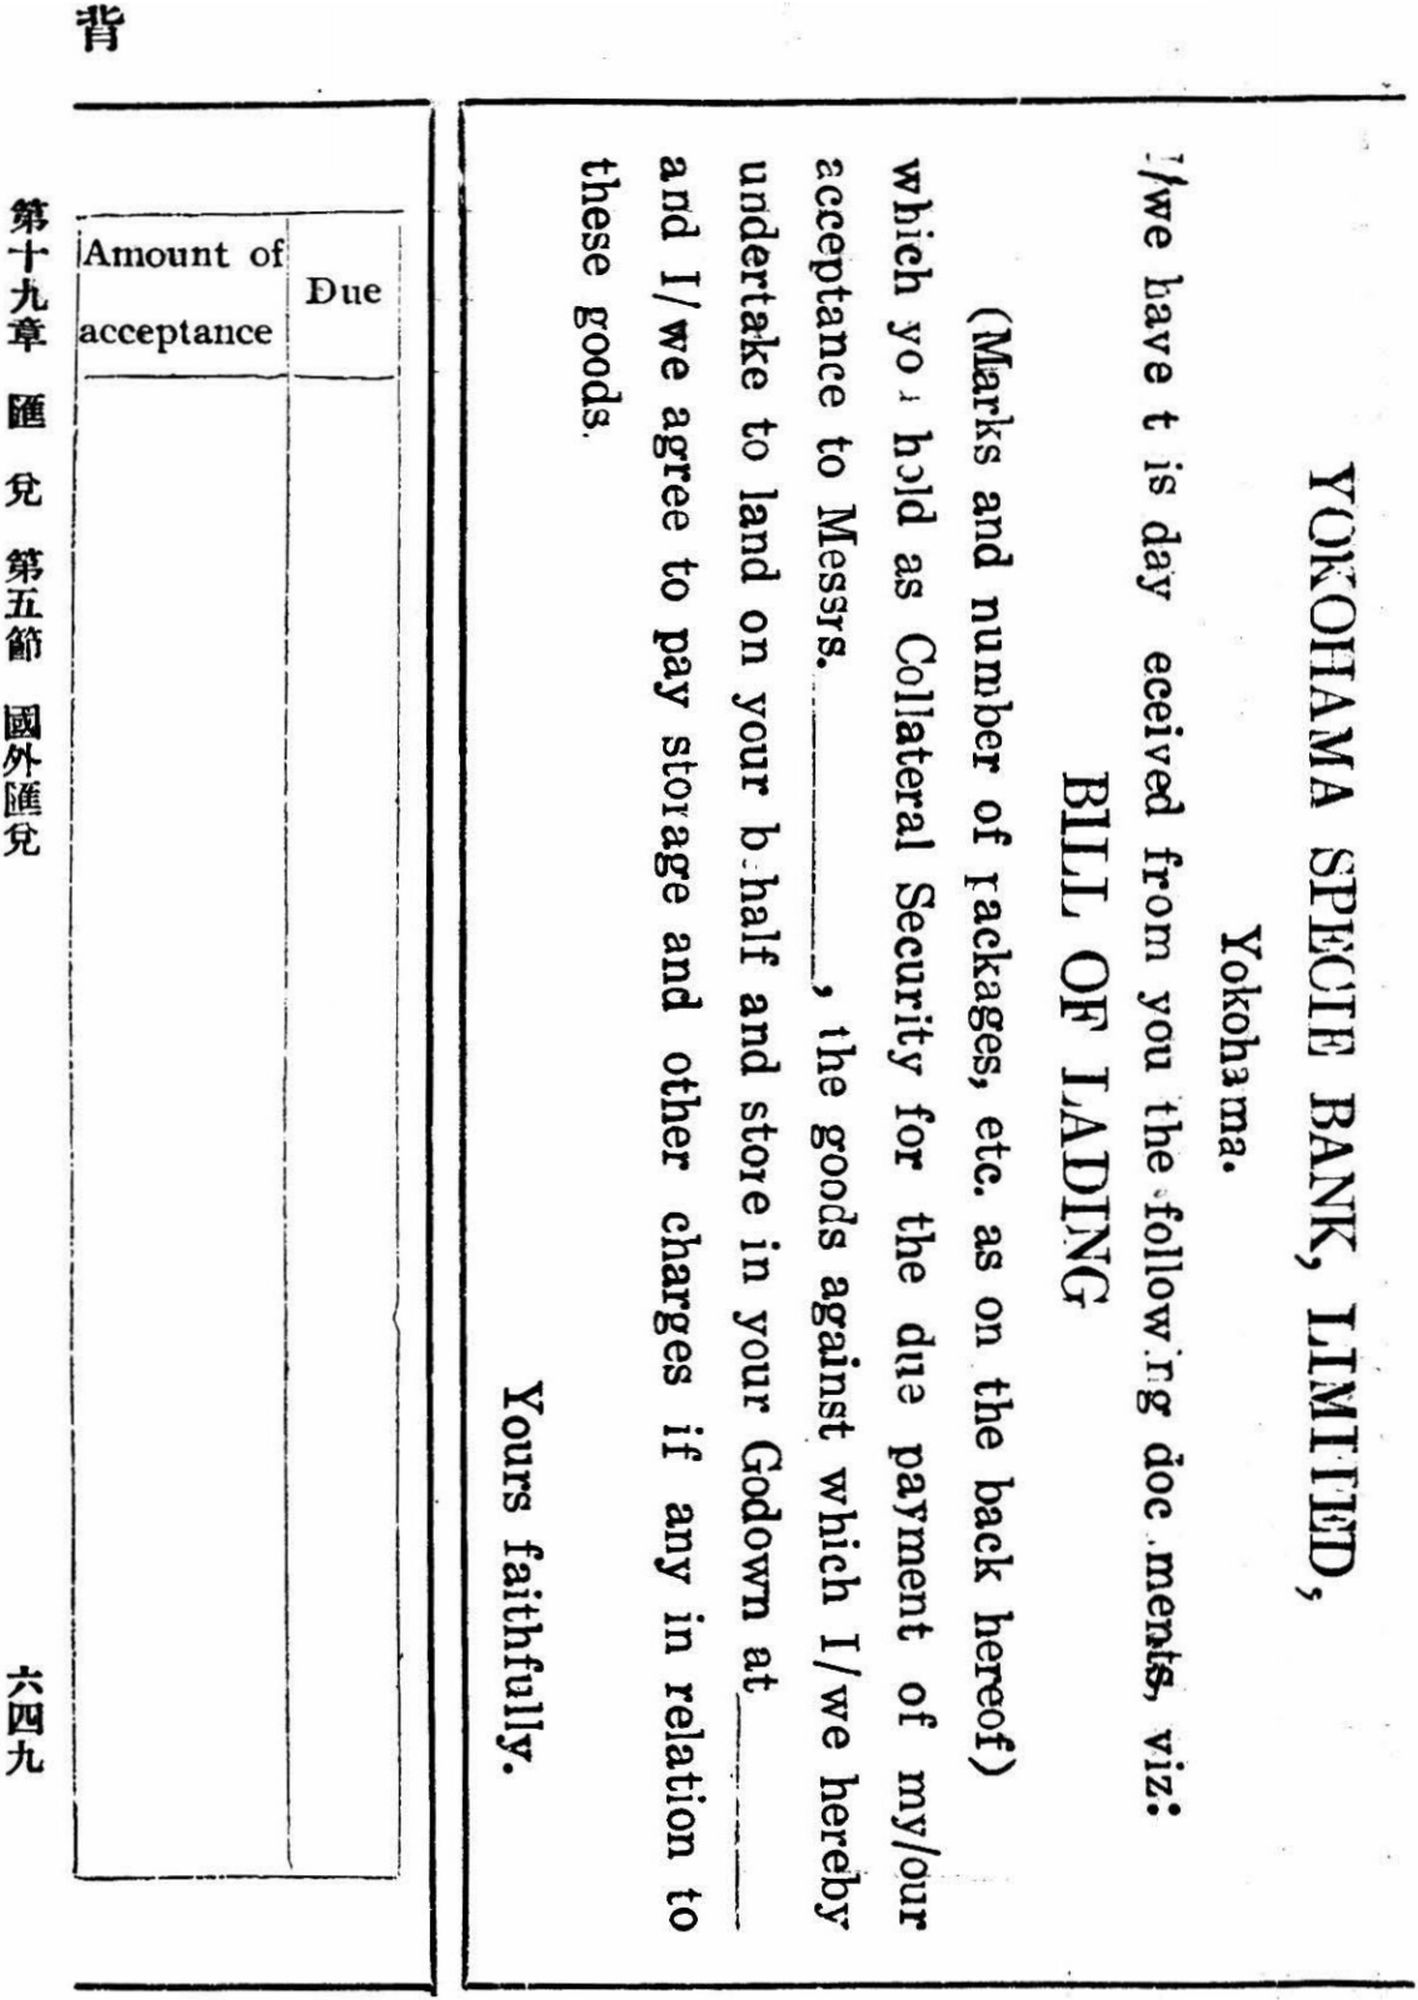 背
YOKOHAMA SPECIE BANK, LIMITED,
Yokohama.
I/we have t is day eceived from you the following doc ments, viz:
BILL OF LADING
(Marks and number of packages, etc. as on the back hereof)
which you hold as Collateral Security for the due payment of my/our
acceptance to Messrs. , the goods against which I/we hereby
undertake to land on your b half and store in your Godown at
and I/we agree to pay storage and other charges if any in relation to
these goods.
Yours faithfully.
Amount of
acceptance
Due
第十九章 匯兌 第五節 國外匯兌
六四九